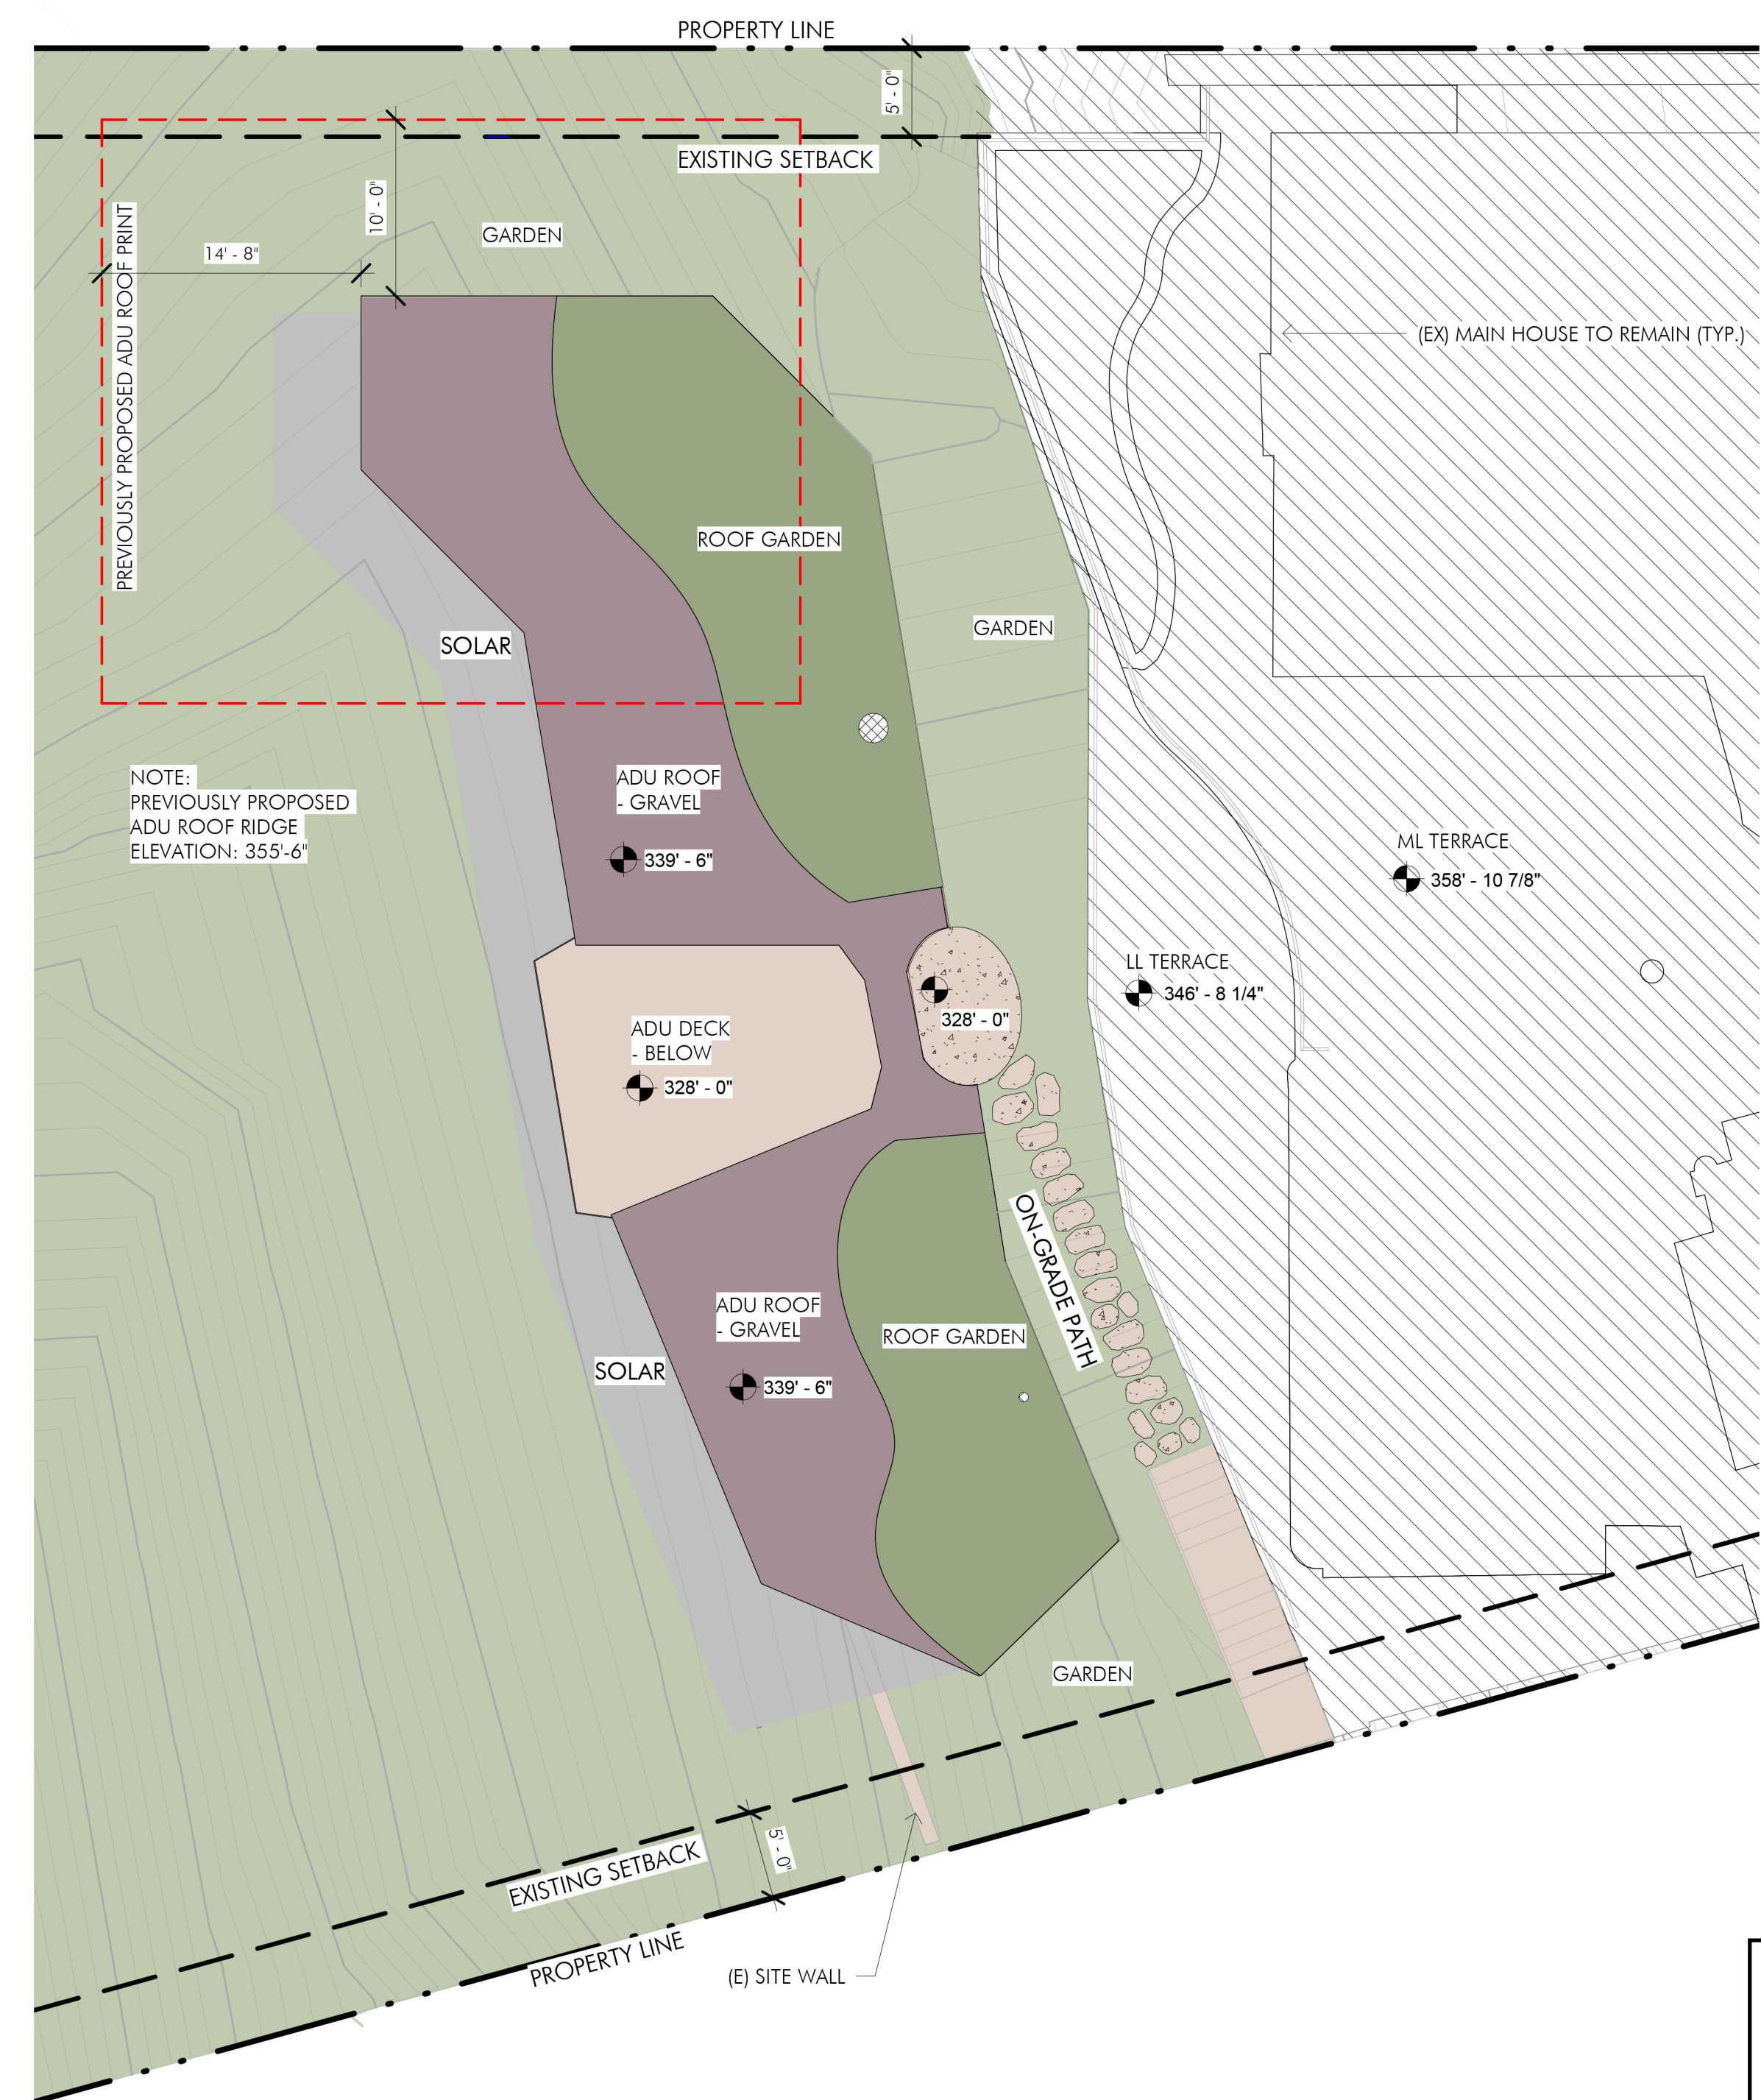 PROPERTY LINE
5' - 0"
EXISTING SETBACK
10' - 0"
GARDEN
14' - 8"
PREVIOUSLY PROPOSED ADU ROOF PRINT
(EX) MAIN HOUSE TO REMAIN (TYP.)
ROOF GARDEN
GARDEN
SOLAR
NOTE:
PREVIOUSLY PROPOSED
ADU ROOF RIDGE
ELEVATION: 355'-6"
ADU ROOF
- GRAVEL
339' - 6"
ML TERRACE
358' - 10 7/8"
LL TERRACE
346' - 8 1/4"
328' - 0"
ADU DECK
- BELOW
328' - 0"
ON-GRADE PATH
ADU ROOF
- GRAVEL
ROOF GARDEN
SOLAR
339' - 6"
GARDEN
5' - 0"
EXISTING SETBACK
PROPERTY LINE
(E) SITE WALL